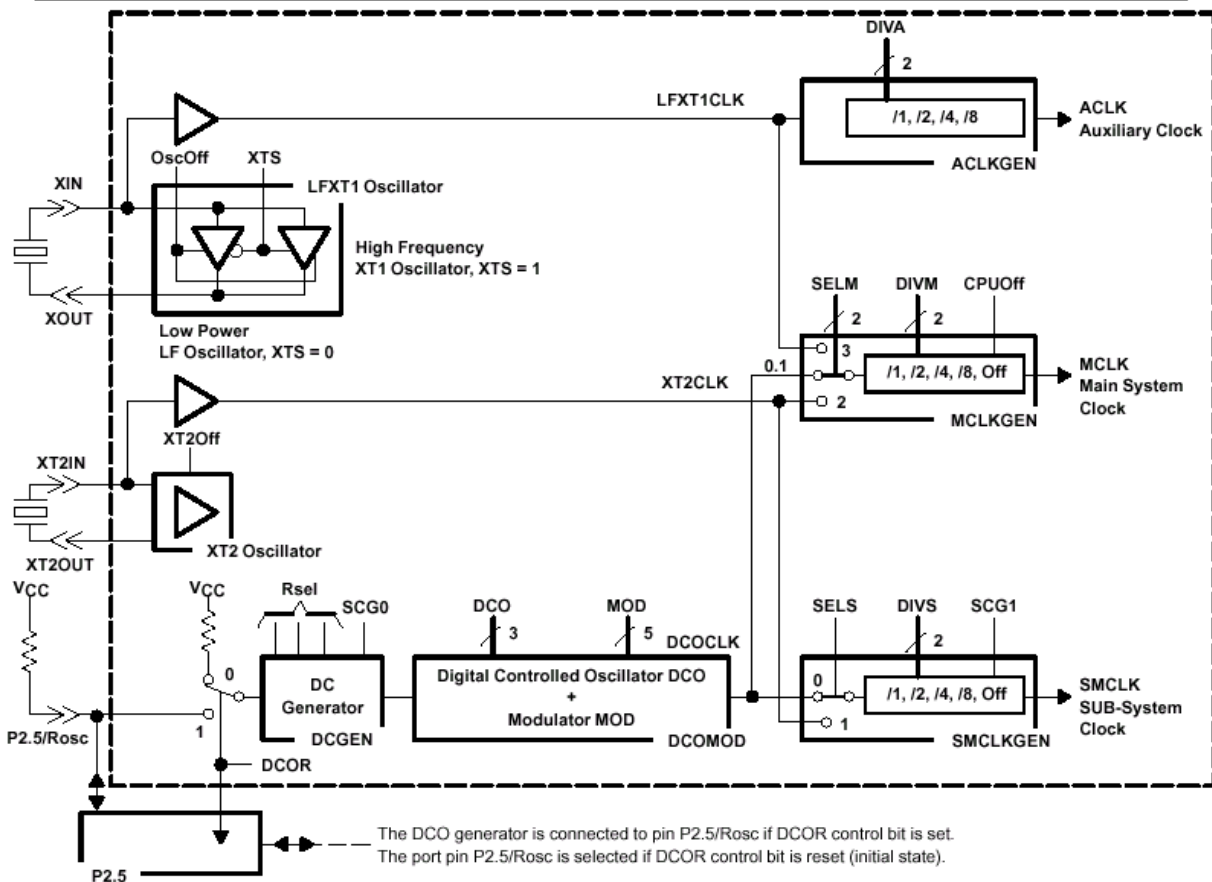 DIVA
2
LFXT1CLK
/1, /2, /4, /8
ACLK
Auxiliary Clock
ACLKGEN
OscOff
XTS
XIN
LFXT1 Oscillator
High Frequency
XT1 Oscillator, XTS = 1
XOUT
Low Power
LF Oscillator, XTS = 0
SELM
DIVM
CPUOff
2
2
3
0.1
/1, /2, /4, /8, Off
MCLK
Main System
Clock
2
MCLKGEN
XT2CLK
XT2Off
XT2IN
XT2OUT
XT2 Oscillator
VCC
VCC
Rsel
SCG0
DCO
3
MOD
5
DCOCLK
SELS
DIVS
SCG1
2
0
DC
Generator
DCGEN
Digital Controlled Oscillator DCO
+
Modulator MOD
DCOMOD
0
/1, /2, /4, /8, Off
SMCLK
SUB-System
Clock
1
SMCLKGEN
P2.5/Rosc
1
DCOR
P2.5
The DCO generator is connected to pin P2.5/Rosc if DCOR control bit is set.
The port pin P2.5/Rosc is selected if DCOR control bit is reset (initial state).